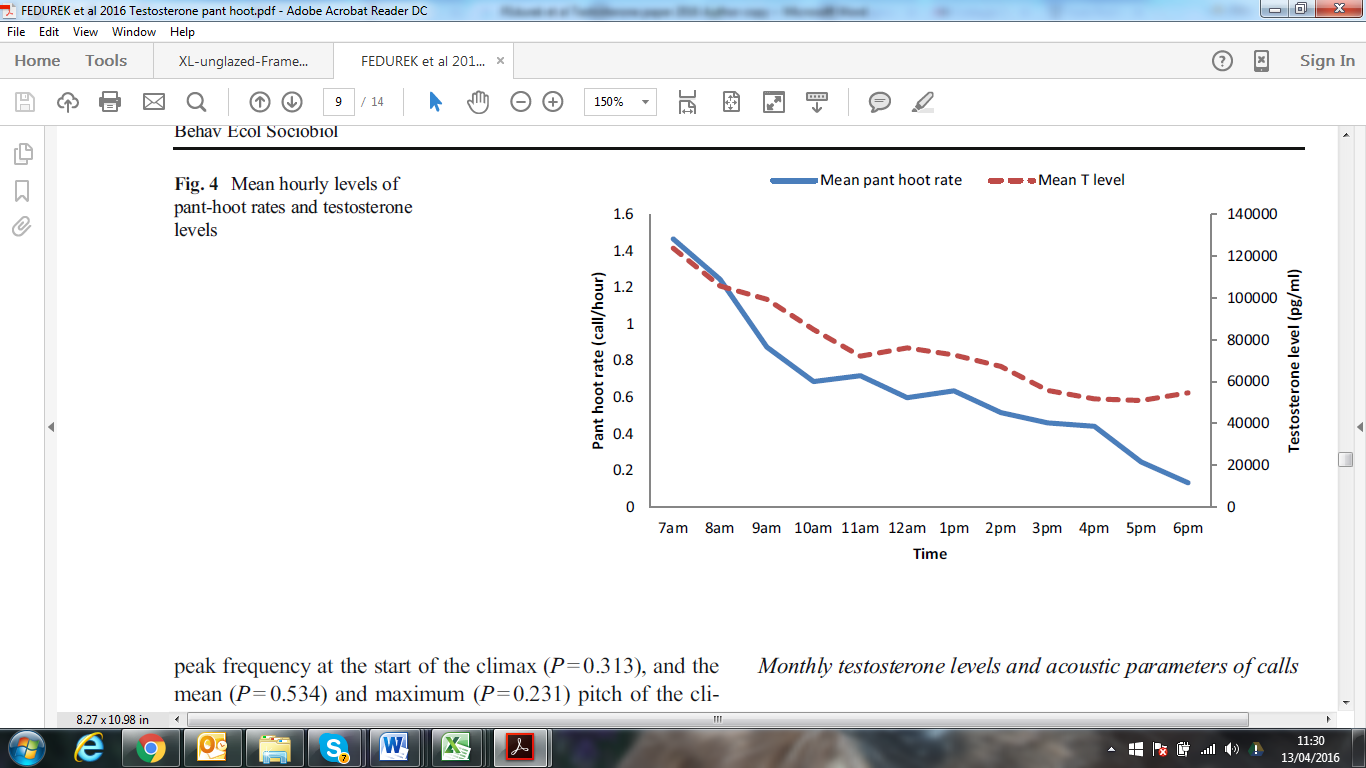 FEDUREK et al 2016 Testosterone pant hoot.pdf - Adobe Acrobat Reader DC
File Edit View Window Help
Home Tools XL-unglazed-Frame... FEDUREK et al 201... × Sign In
9 / 14 150%
Behav Ecol Sociobiol
Fig. 4 Mean hourly levels of
pant-hoot rates and testosterone
levels
Mean pant hoot rate Mean T level
1.6 140000
1.4 120000
1.2 100000
1 80000
0.8 60000
0.6 40000
0.4 20000
0.2 0
0
Pant hoot rate (call/hour)
Testosterone level (pg/ml)
7am 8am 9am 10am 11am 12am 1pm 2pm 3pm 4pm 5pm 6pm
Time
peak frequency at the start of the climax (P=0.313), and the
mean (P=0.534) and maximum (P=0.231) pitch of the cli-
Monthly testosterone levels and acoustic parameters of calls
8.27 x 10.98 in
7
11:30
13/04/2016